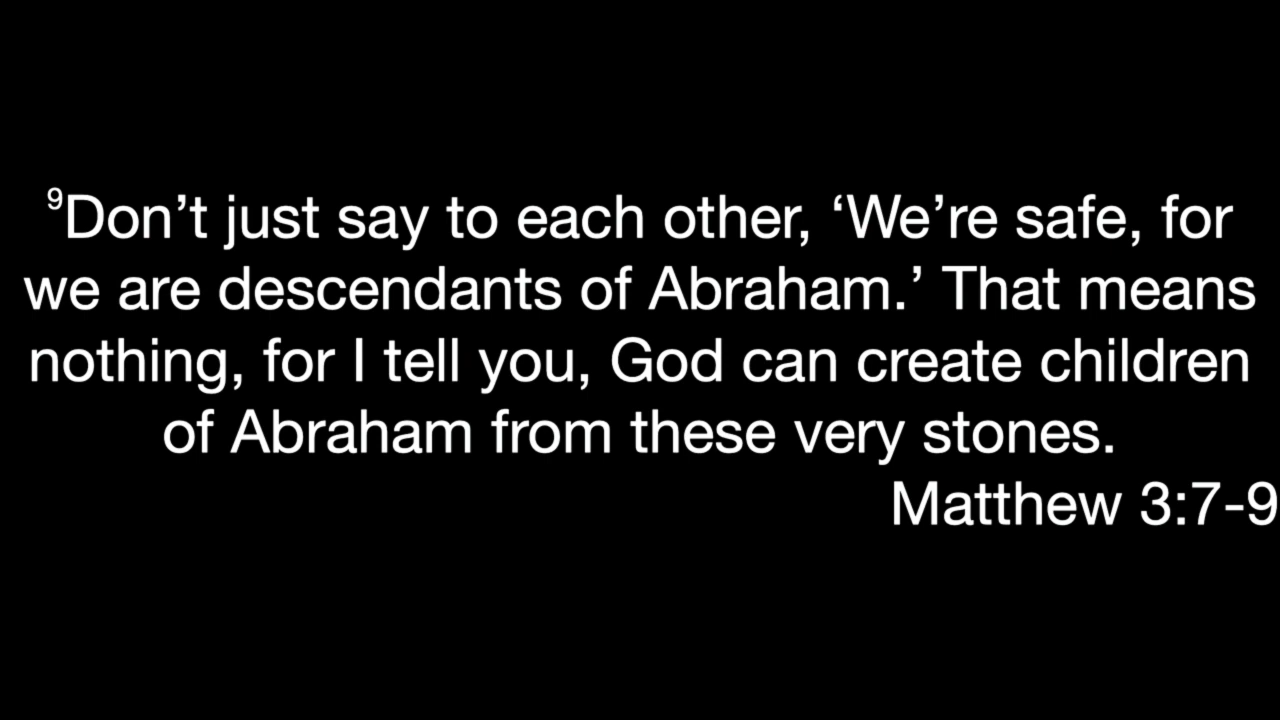 ⁹Don’t just say to each other, ‘We’re safe, for
we are descendants of Abraham.’ That means
nothing, for I tell you, God can create children
of Abraham from these very stones.
Matthew 3:7-9